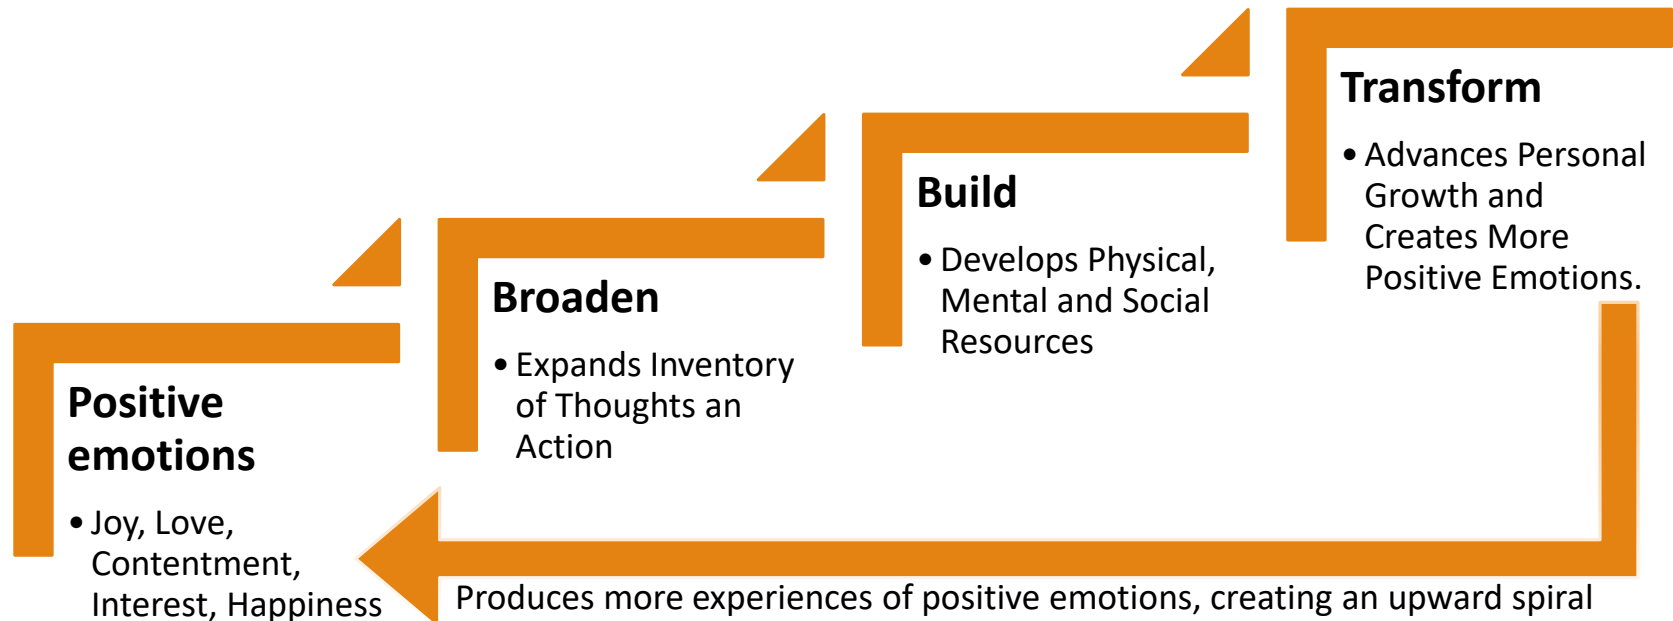 Positive
emotions
• Joy, Love,
Contentment,
Interest, Happiness
Broaden
• Expands Inventory
of Thoughts an
Action
Build
• Develops Physical,
Mental and Social
Resources
Transform
• Advances Personal
Growth and
Creates More
Positive Emotions.
Produces more experiences of positive emotions, creating an upward spiral